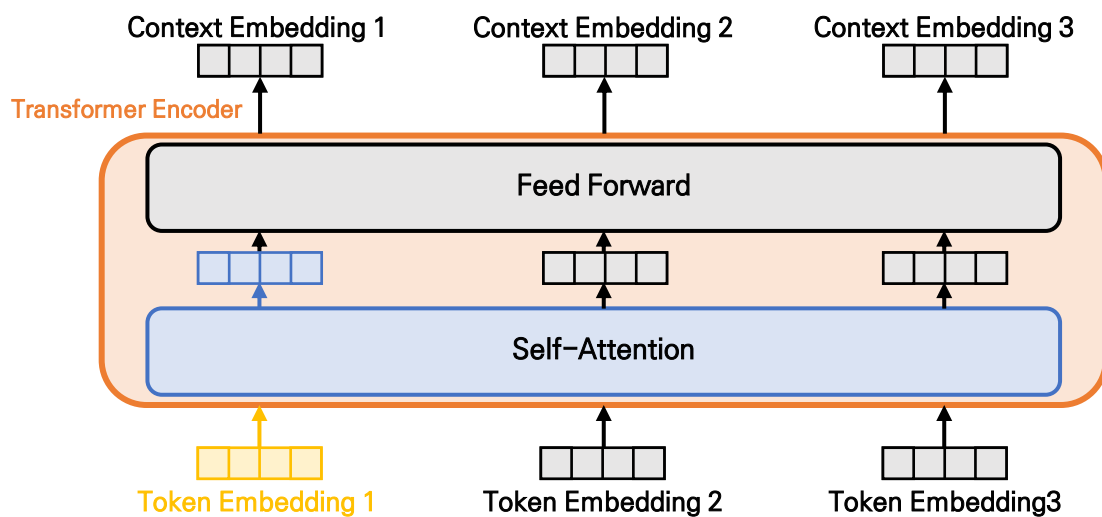 Context Embedding 1
Context Embedding 2
Context Embedding 3
Transformer Encoder
Feed Forward
Self-Attention
Token Embedding 1
Token Embedding 2
Token Embedding3